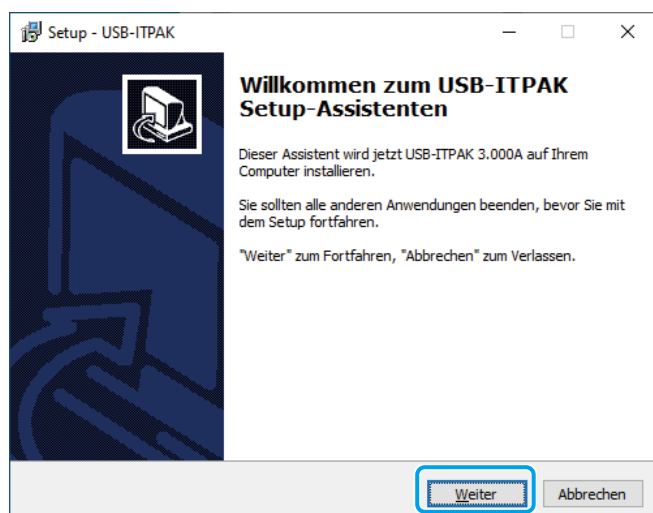 Setup - USB-ITPAK
Willkommen zum USB-ITPAK
Setup-Assistenten
Dieser Assistent wird jetzt USB-ITPAK 3.000A auf Ihrem
Computer installieren.
Sie sollten alle anderen Anwendungen beenden, bevor Sie mit
dem Setup fortfahren.
"Weiter" zum Fortfahren, "Abbrechen" zum Verlassen.
Weiter
Abbrechen